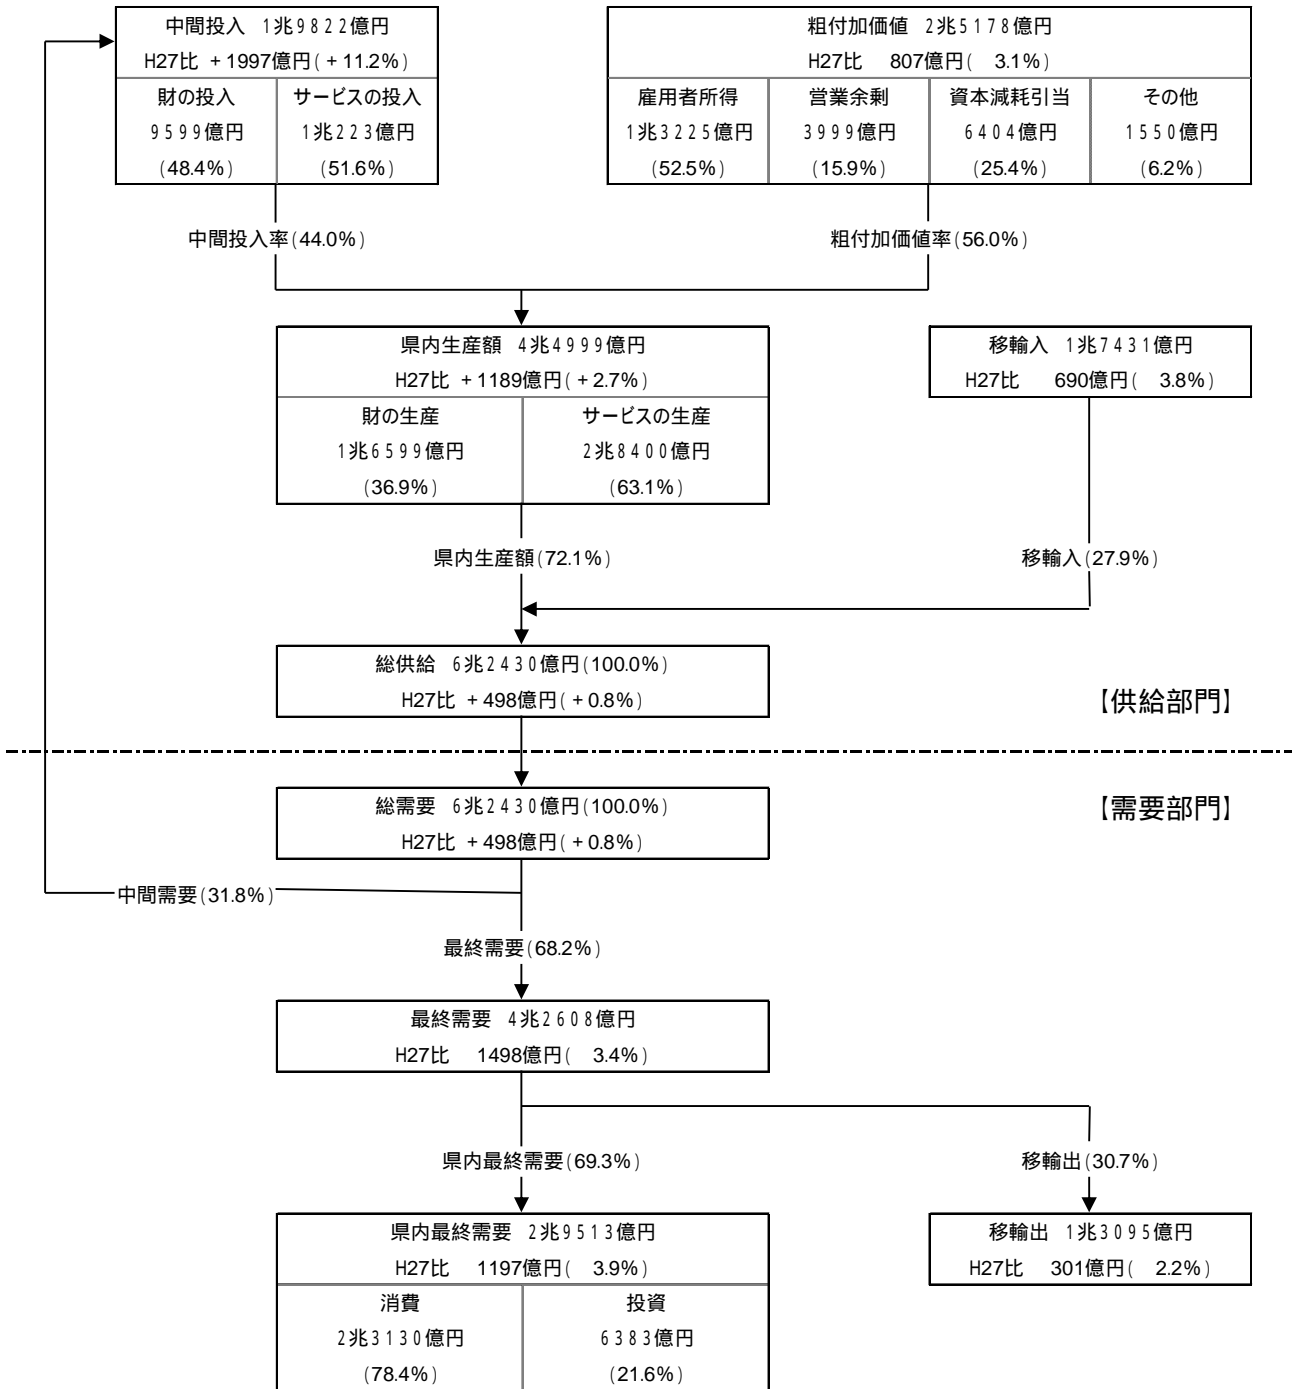 中間投入 1兆9822億円
H27比 +1997億円(+11.2%)
財の投入
9599億円
(48.4%)
サービスの投入
1兆223億円
(51.6%)
粗付加価値 2兆5178億円
H27比 807億円( 3.1%)
雇用者所得
1兆3225億円
(52.5%)
営業余剰
3999億円
(15.9%)
資本減耗引当
6404億円
(25.4%)
その他
1550億円
(6.2%)
中間投入率(44.0%)
粗付加価値率(56.0%)
県内生産額 4兆4999億円
H27比 +1189億円(+2.7%)
財の生産
1兆6599億円
(36.9%)
サービスの生産
2兆8400億円
(63.1%)
移輸入 1兆7431億円
H27比 690億円( 3.8%)
県内生産額(72.1%)
移輸入(27.9%)
総供給 6兆2430億円(100.0%)
H27比 +498億円(+0.8%)
【供給部門】
総需要 6兆2430億円(100.0%)
H27比 +498億円(+0.8%)
【需要部門】
中間需要(31.8%)
最終需要(68.2%)
最終需要 4兆2608億円
H27比 1498億円( 3.4%)
県内最終需要(69.3%)
移輸出(30.7%)
県内最終需要 2兆9513億円
H27比 1197億円( 3.9%)
消費
2兆3130億円
(78.4%)
投資
6383億円
(21.6%)
移輸出 1兆3095億円
H27比 301億円( 2.2%)